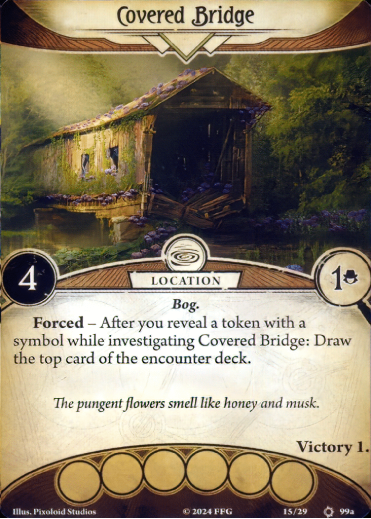 Covered Bridge
4
LOCATION
1
Bog.
Forced – After you reveal a token with a
symbol while investigating Covered Bridge: Draw
the top card of the encounter deck.
The pungent flowers smell like honey and musk.
Victory 1.
Illus. Pixoloid Studios © 2024 FFG 15/29 99a